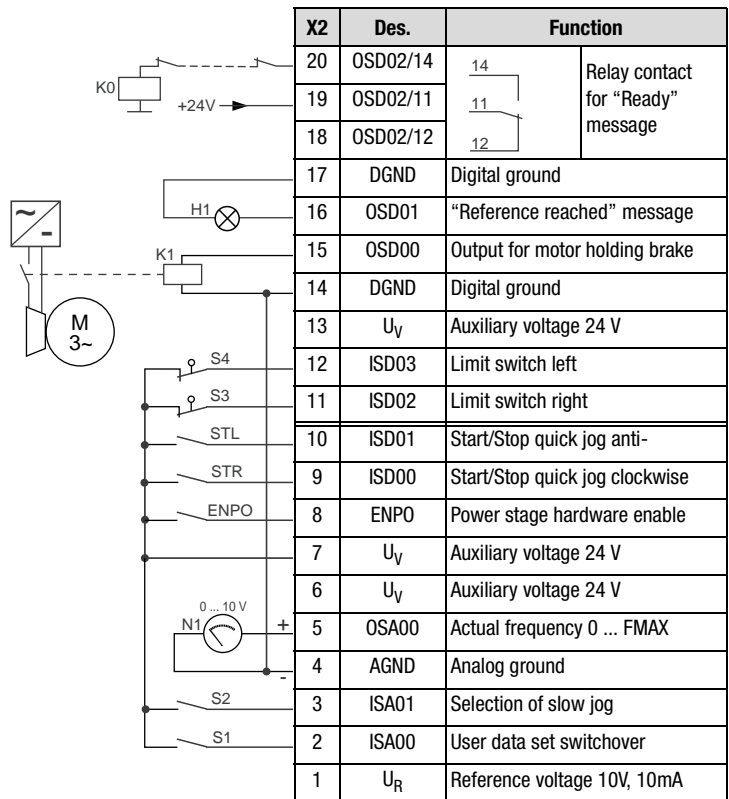 X2 Des. Function
20 OSD02/14 14 Relay contact
K0 +24V 19 OSD02/11 11 for “Ready”
18 OSD02/12 12 message
17 DGND Digital ground
H1 16 OSD01 “Reference reached” message
~ - K1 15 OSD00 Output for motor holding brake
14 DGND Digital ground
M 13 UV Auxiliary voltage 24 V
3~
S4 12 ISD03 Limit switch left
S3 11 ISD02 Limit switch right
STL 10 ISD01 Start/Stop quick jog anti-
STR 9 ISD00 Start/Stop quick jog clockwise
ENPO 8 ENPO Power stage hardware enable
7 UV Auxiliary voltage 24 V
6 UV Auxiliary voltage 24 V
0 ... 10 V
N1 + 5 OSA00 Actual frequency 0 ... FMAX
- 4 AGND Analog ground
S2 3 ISA01 Selection of slow jog
S1 2 ISA00 User data set switchover
1 UR Reference voltage 10V, 10mA